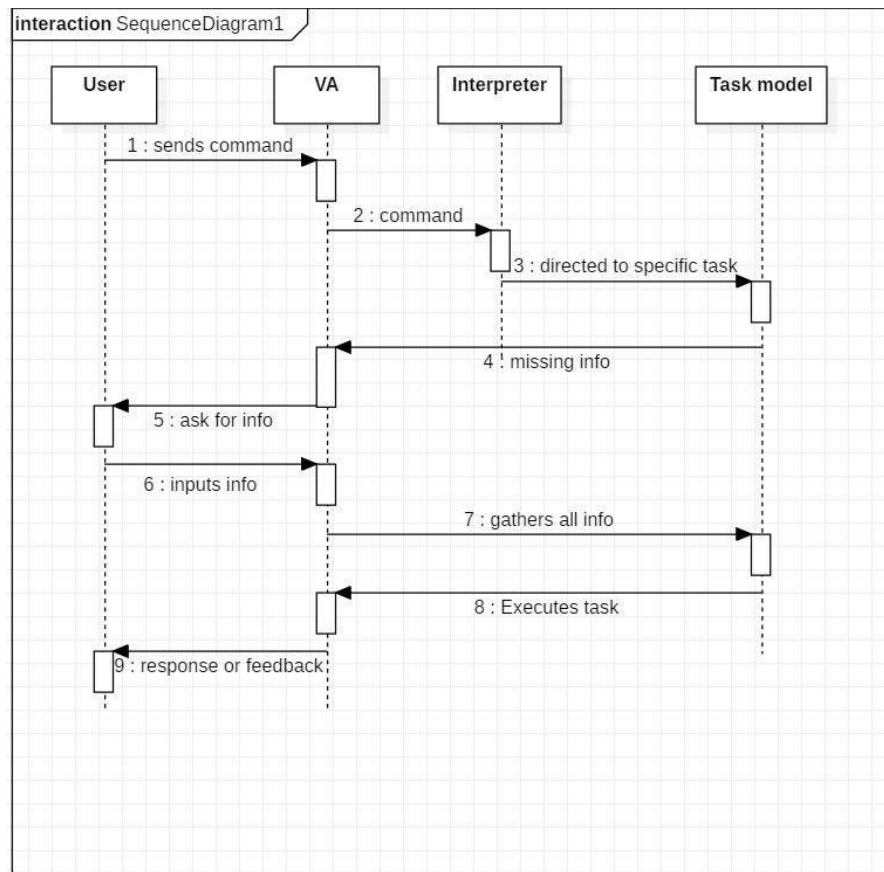 interaction SequenceDiagram1
User
VA
Interpreter
Task model
1 : sends command
2 : command
3 : directed to specific task
4 : missing info
5 : ask for info
6 : inputs info
7 : gathers all info
8 : Executes task
9 : response or feedback